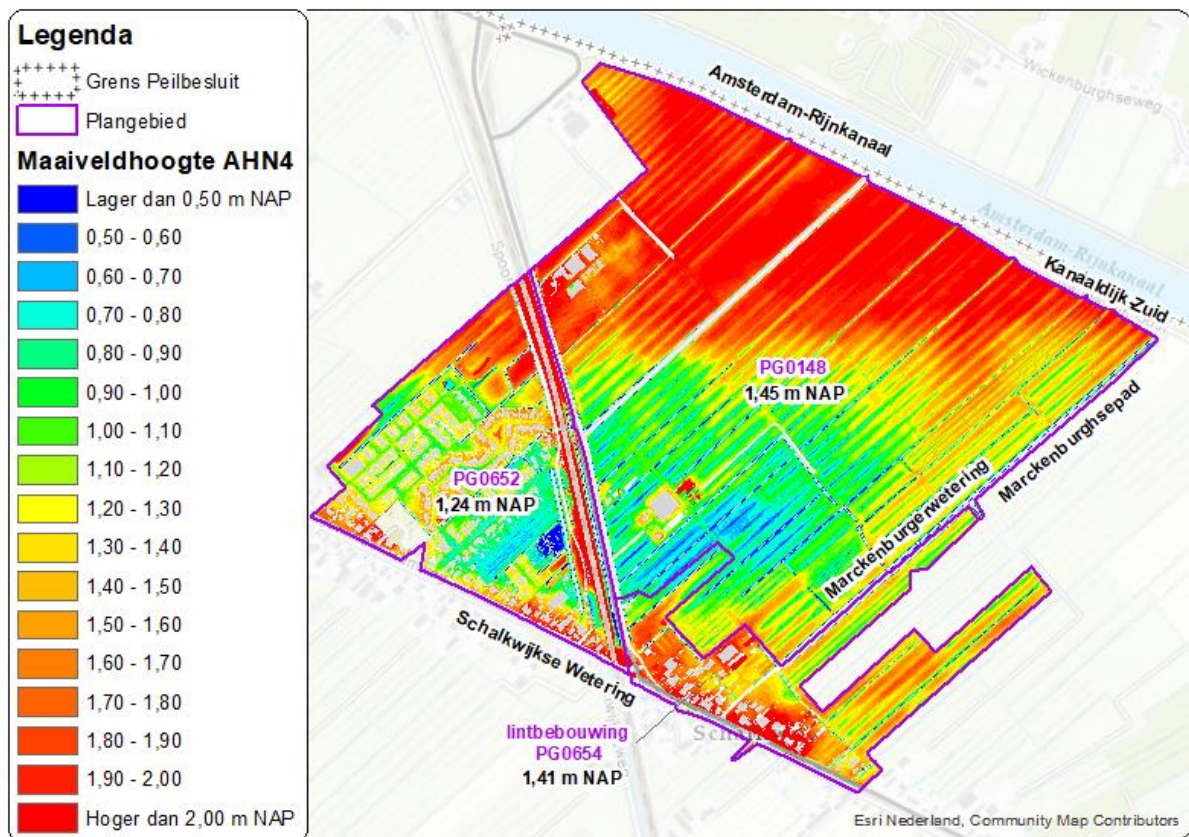 Legenda
Grens Peilbesluit
Plangebied
Maaiveldhoogte AHN4
Lager dan 0,50 m NAP
0,50 - 0,60
0,60 - 0,70
0,70 - 0,80
0,80 - 0,90
0,90 - 1,00
1,00 - 1,10
1,10 - 1,20
1,20 - 1,30
1,30 - 1,40
1,40 - 1,50
1,50 - 1,60
1,60 - 1,70
1,70 - 1,80
1,80 - 1,90
1,90 - 2,00
Hoger dan 2,00 m NAP
Wickenburghseweg
Amsterdam-Rijnkanaal
Amsterdam-Rijnkanaal
Kanaaldijk-Zuid
PG0148
1,45 m NAP
Marckenburghsepad
Marckenburgerwetering
PG0652
1,24 m NAP
Schalkwijkse Wetering
lintbebouwing
PG0654
1,41 m NAP
Esri Nederland, Community Map Contributors